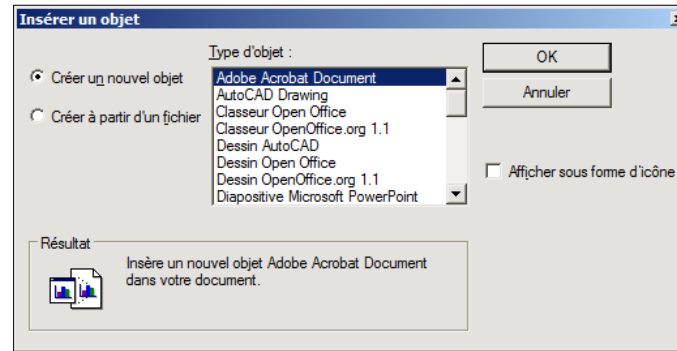 Insérer un objet
Type d'objet :
Créer un nouvel objet
Créer à partir d'un fichier
Adobe Acrobat Document
AutoCAD Drawing
Classeur Open Office
Classeur OpenOffice.org 1.1
Dessin AutoCAD
Dessin Open Office
Dessin OpenOffice.org 1.1
Diapositive Microsoft PowerPoint
OK
Annuler
Afficher sous forme d'icône
Résultat
Insère un nouvel objet Adobe Acrobat Document
dans votre document.